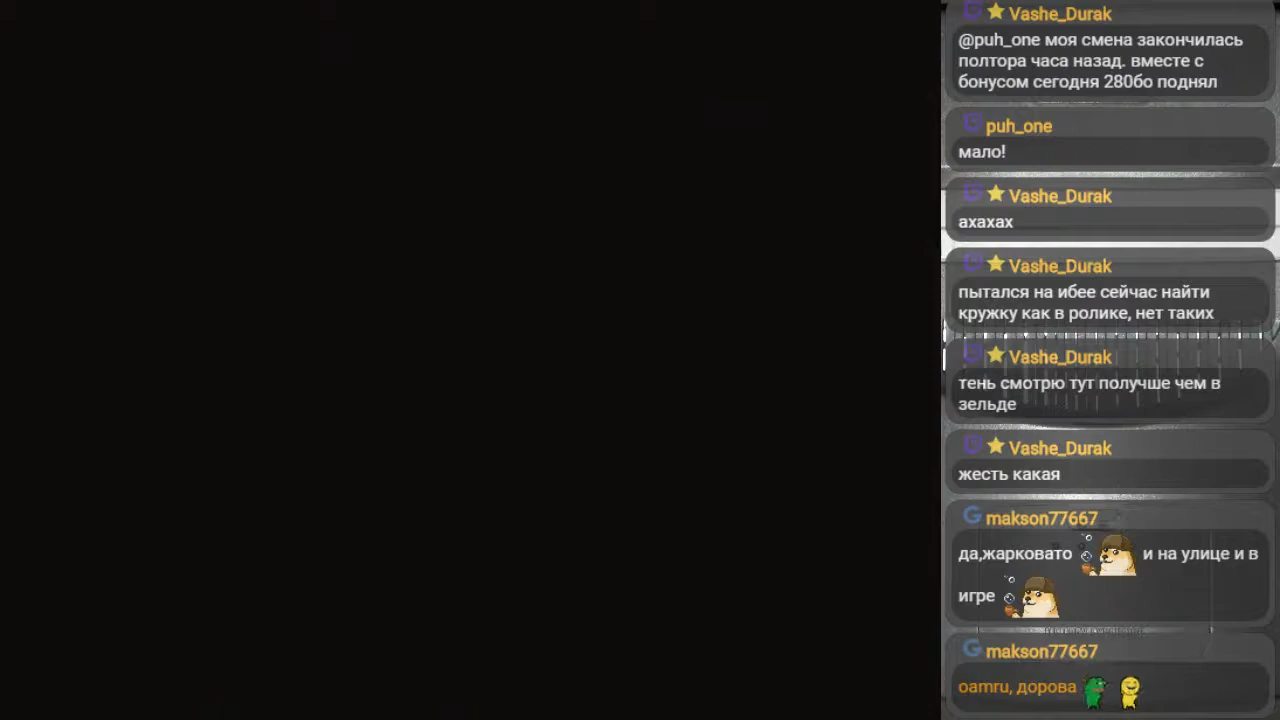 Vashe_Durak
@puh_one моя смена закончилась
полтора часа назад. вместе с
бонусом сегодня 280бо поднял
puh_one
мало!
Vashe_Durak
ахахах
Vashe_Durak
пытался на ибее сейчас найти
кружку как в ролике, нет таких
Vashe_Durak
тень смотрю тут получше чем в
зельде
Vashe_Durak
жесть какая
makson77667
да,жарковато и на улице и в
игре
makson77667
oamru, дорова